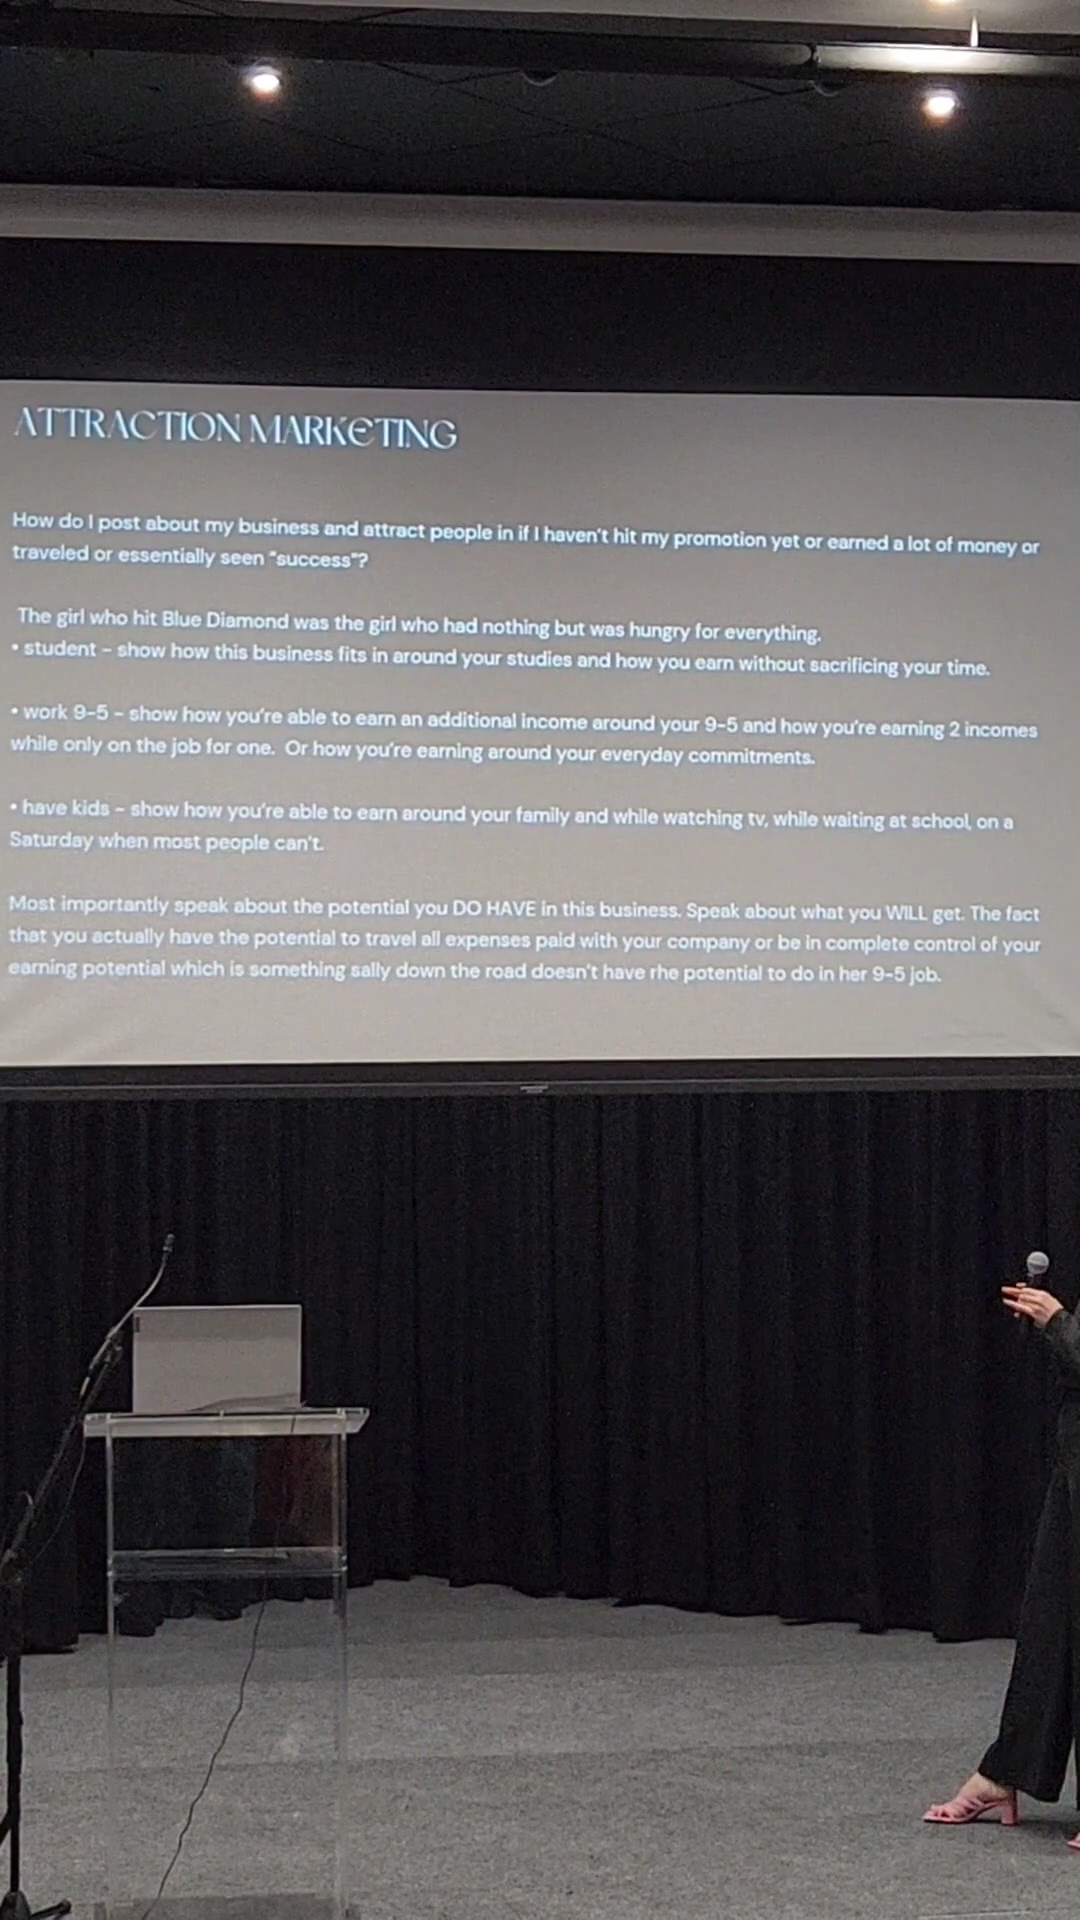 ATTRACTION MARKETING
How do I post about my business and attract people in if I haven't hit my promotion yet or earned a lot of money or
traveled or essentially seen "success"?
The girl who hit Blue Diamond was the girl who had nothing but was hungry for everything.
• student - show how this business fits in around your studies and how you earn without sacrificing your time.
• work 9-5 - show how you're able to earn an additional income around your 9-5 and how you're earning 2 incomes
while only on the job for one. Or how you're earning around your everyday commitments.
• have kids - show how you're able to earn around your family and while watching tv, while waiting at school, on a
Saturday when most people can't.
Most importantly speak about the potential you DO HAVE in this business. Speak about what you WILL get. The fact
that you actually have the potential to travel all expenses paid with your company or be in complete control of your
earning potential which is something sally down the road doesn't have rhe potential to do in her 9-5 job.